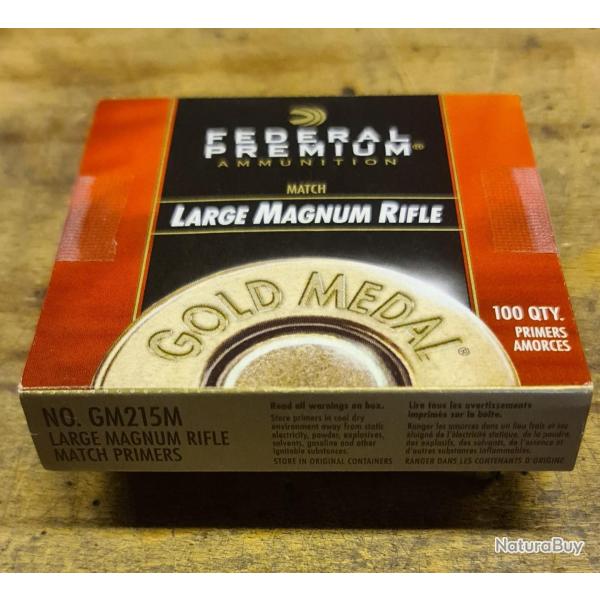 FEDERAL
PREMIUM®
AMMUNITION
MATCH
LARGE MAGNUM RIFLE
GOLD MEDAL®
100 QTY.
PRIMERS
AMORCES
NO. GM215M
LARGE MAGNUM RIFLE
MATCH PRIMERS
Read all warnings on box.
Store primers in cool dry
environment away from static
electricity, powder, explosives,
solvents, gasoline and other
ignitable substances.
STORE IN ORIGINAL CONTAINERS
Lire tous les avertissements
imprimés sur la boîte.
Ranger les amorces dans un lieu frais et sec
éloigné de l'électricité statique, de la poudre,
des explosifs, des solvants, de l'essence et
d'autres substances inflammables.
RANGER DANS LES CONTENANTS D'ORIGINE
NaturaBuy